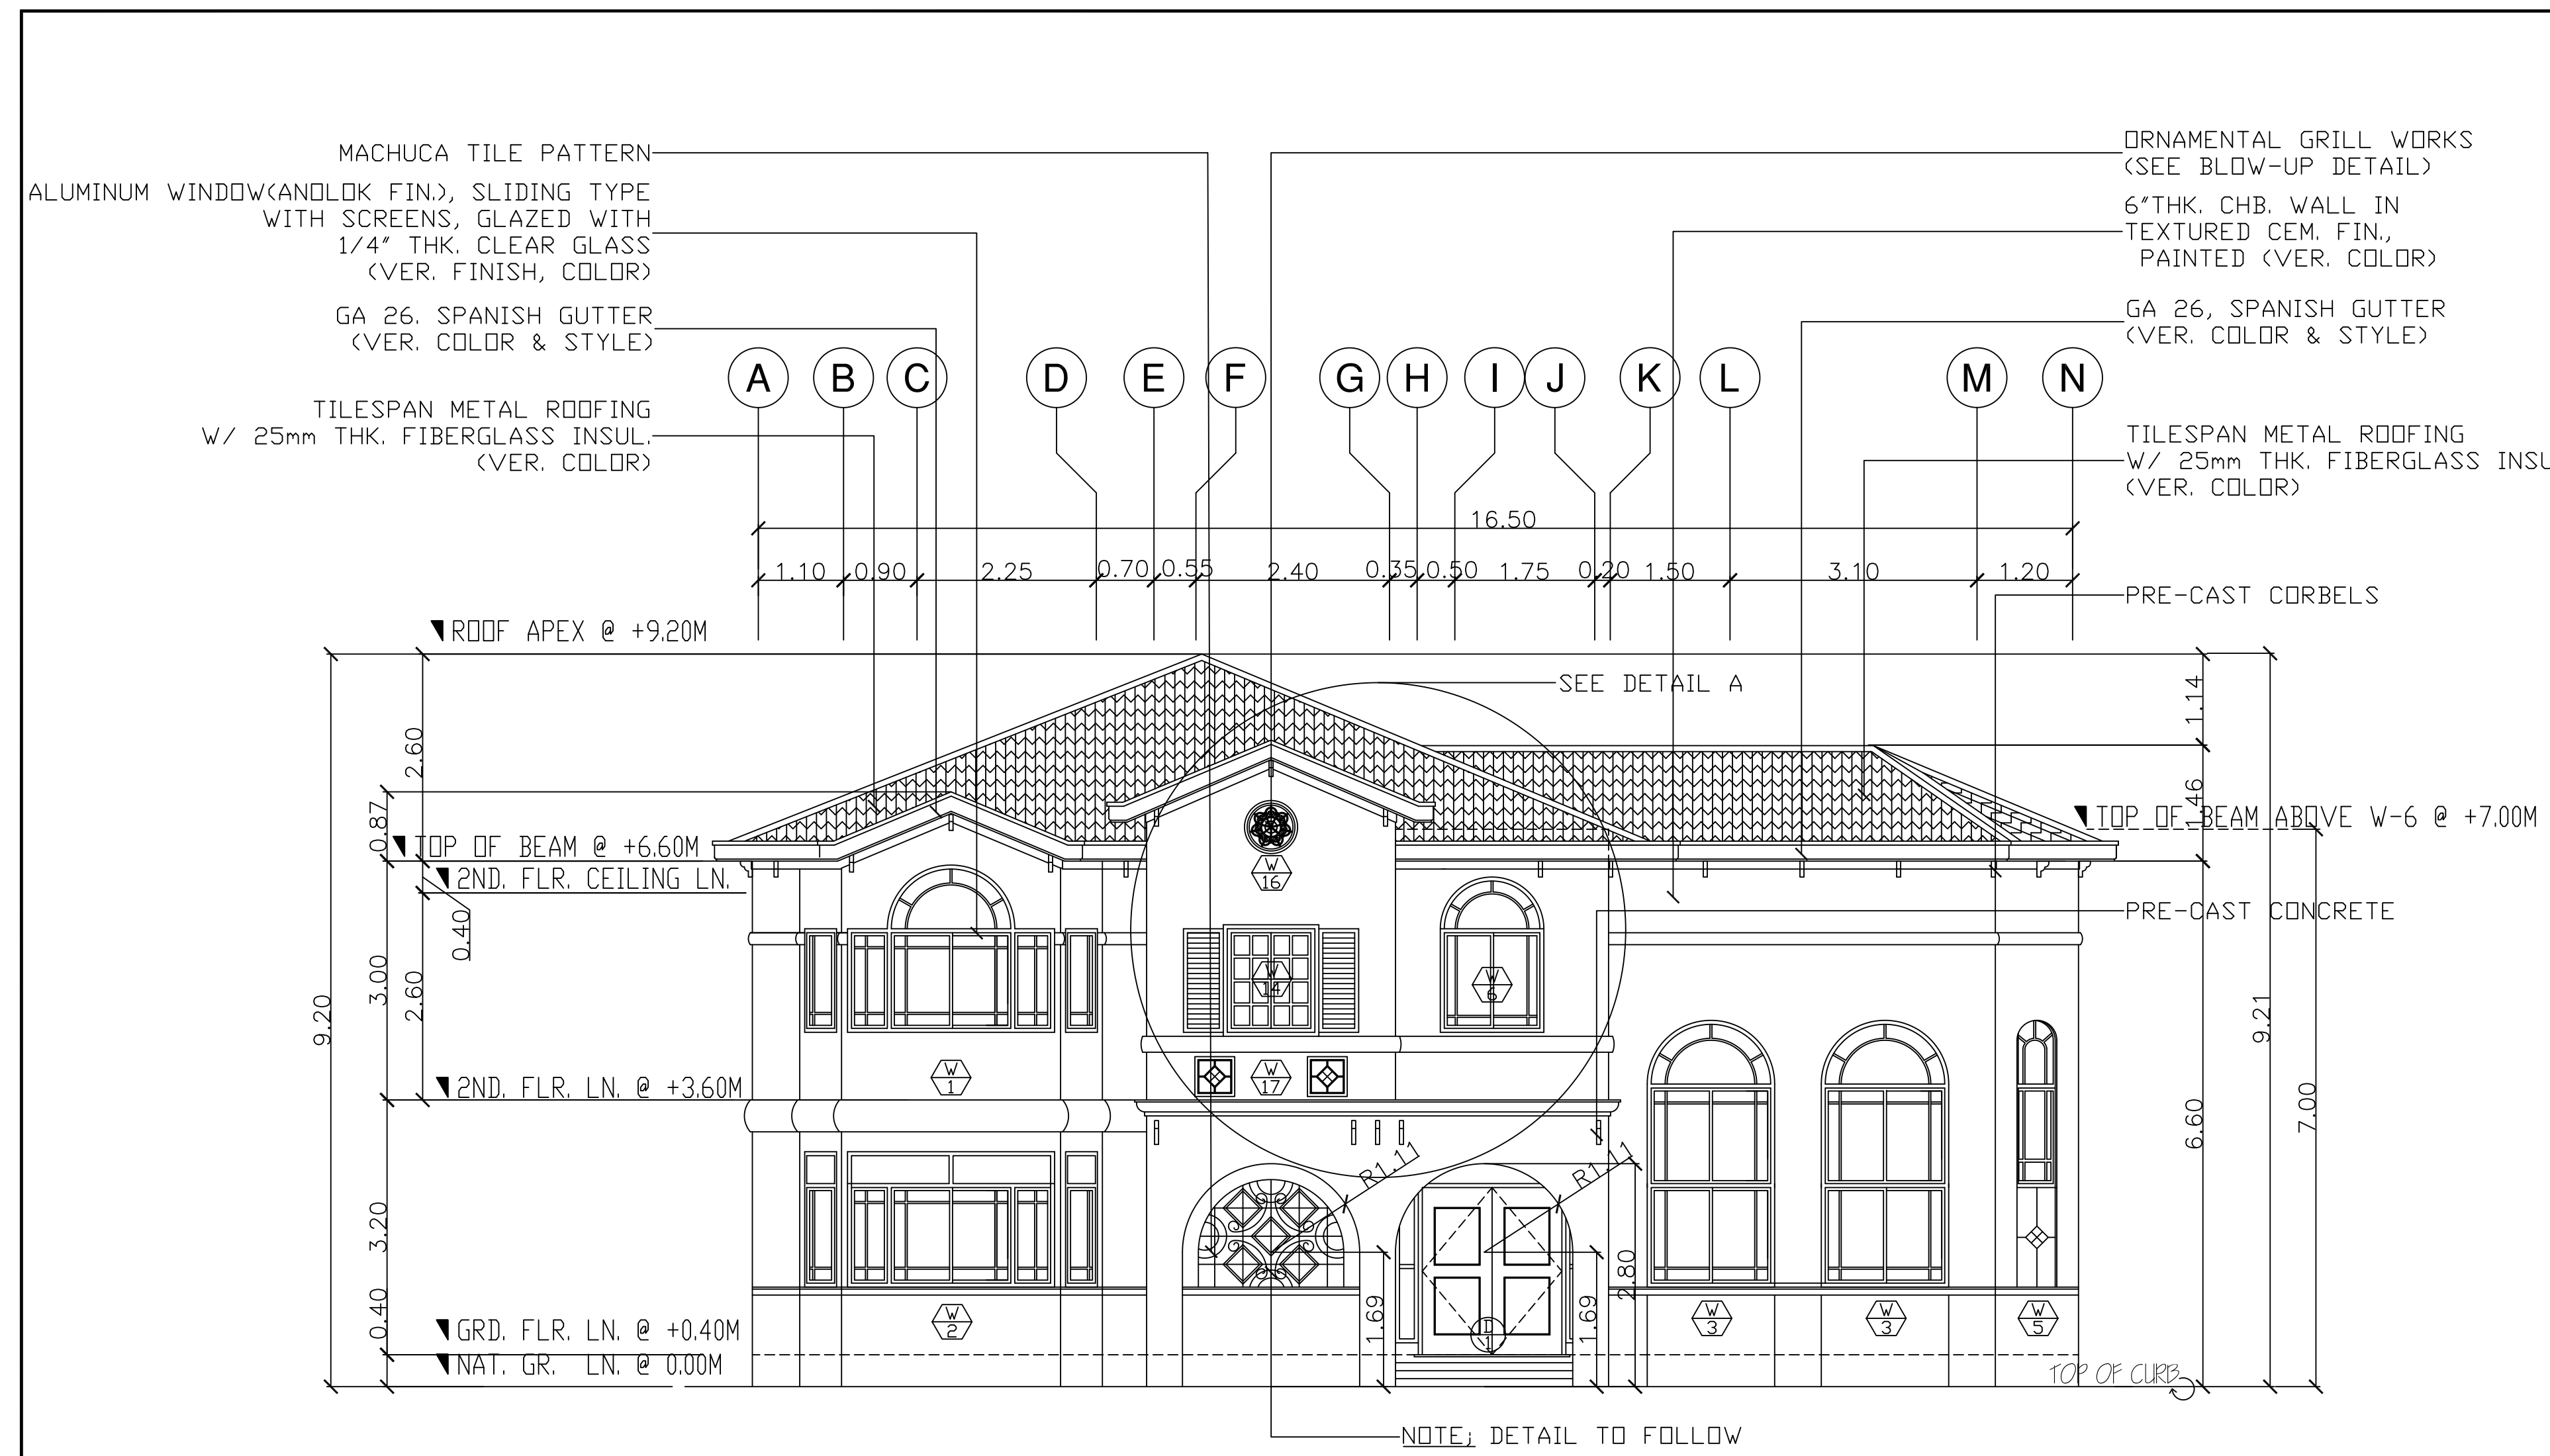 MACHUCA TILE PATTERN
ALUMINUM WINDOW(ANOLOK FIN.), SLIDING TYPE
WITH SCREENS, GLAZED WITH
1/4" THK. CLEAR GLASS
(VER. FINISH, COLOR)
GA 26. SPANISH GUTTER
(VER. COLOR & STYLE)
TILESPAN METAL ROOFING
W/ 25mm THK. FIBERGLASS INSUL.
(VER. COLOR)
ORNAMENTAL GRILL WORKS
(SEE BLOW-UP DETAIL)
6"THK. CHB. WALL IN
TEXTURED CEM. FIN.,
PAINTED (VER. COLOR)
GA 26, SPANISH GUTTER
(VER. COLOR & STYLE)
TILESPAN METAL ROOFING
W/ 25mm THK. FIBERGLASS INSU
(VER. COLOR)
A B C D E F G H I J K L M N
16.50
1.10 0.90 2.25 0.70 0.55 2.40 0.35 0.50 1.75 0.20 1.50 3.10 1.20
PRE-CAST CORBELS
ROOF APEX @ +9.20M
SEE DETAIL A
1.14
2.60
0.87
1.46
TOP OF BEAM ABOVE W-6 @ +7.00M
TOP OF BEAM @ +6.60M
2ND. FLR. CEILING LN.
W
16
0.40
PRE-CAST CONCRETE
3.00
2.60
9.20
W
14
W
6
9.21
2ND. FLR. LN. @ +3.60M
W
1
W
17
6.60
7.00
R1.11
R1.11
3.20
2.80
0.40
1.69
1.69
GRD. FLR. LN. @ +0.40M
W
2
D
1
W
3
W
3
W
5
NAT. GR. LN. @ 0.00M
TOP OF CURB
NOTE; DETAIL TO FOLLOW